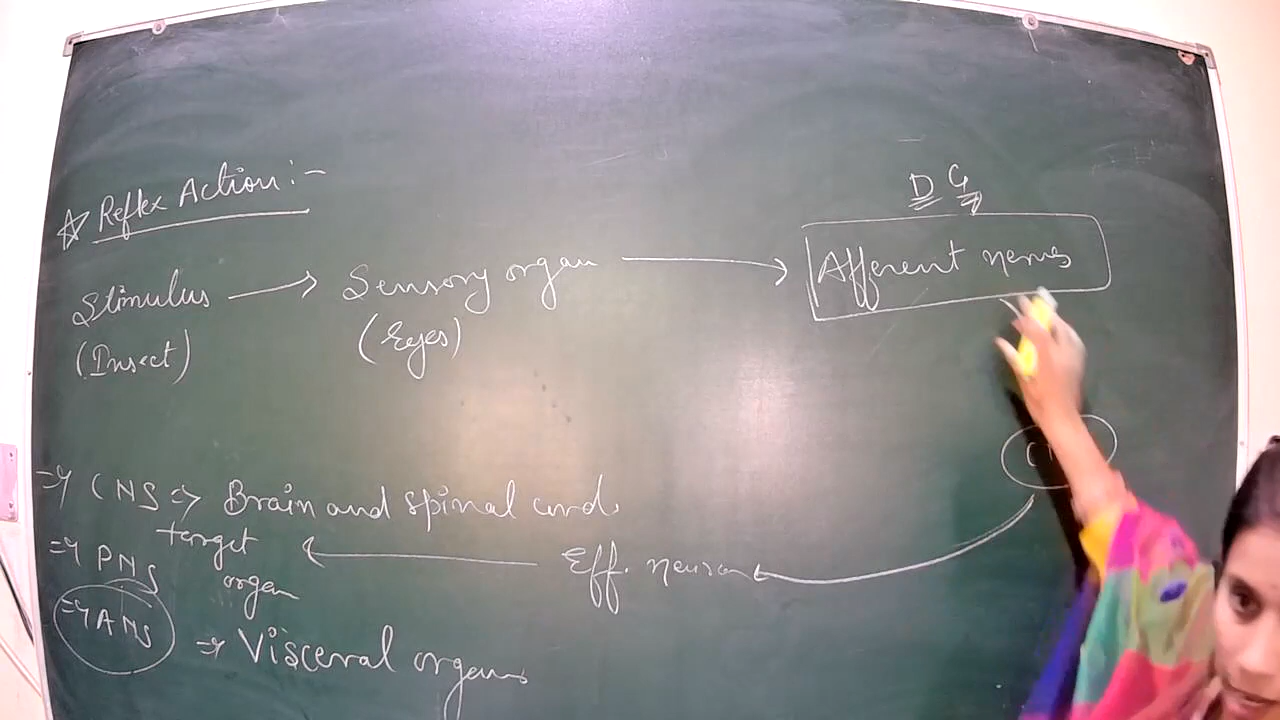 ☆ Reflex Action :-
D G
Stimulus → Sensory organ → Afferent nerves
(Insect) (Eyes)
⇒ CNS ⇒ Brain and spinal cord.
⇒ PNS target organ ← Eff. neuron ←
⇒ ANS ⇒ Visceral organs